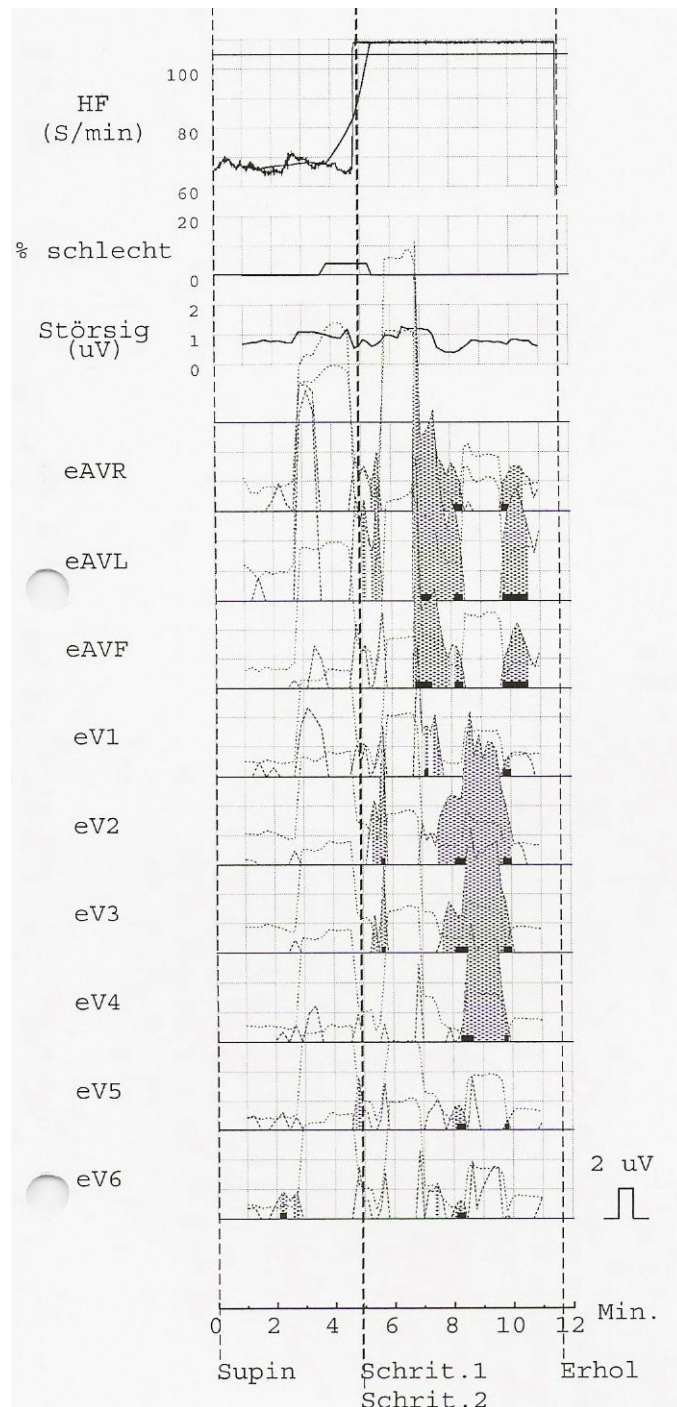 100
HF
(S/min)
80
60
20
% schlecht
0
2
Störsig
(uV)
1
0
eAVR
eAVL
eAVF
eV1
eV2
eV3
eV4
eV5
eV6
2 uV
0 2 4 6 8 10 12 Min.
Supin Schrit.1 Erhol
Schrit.2